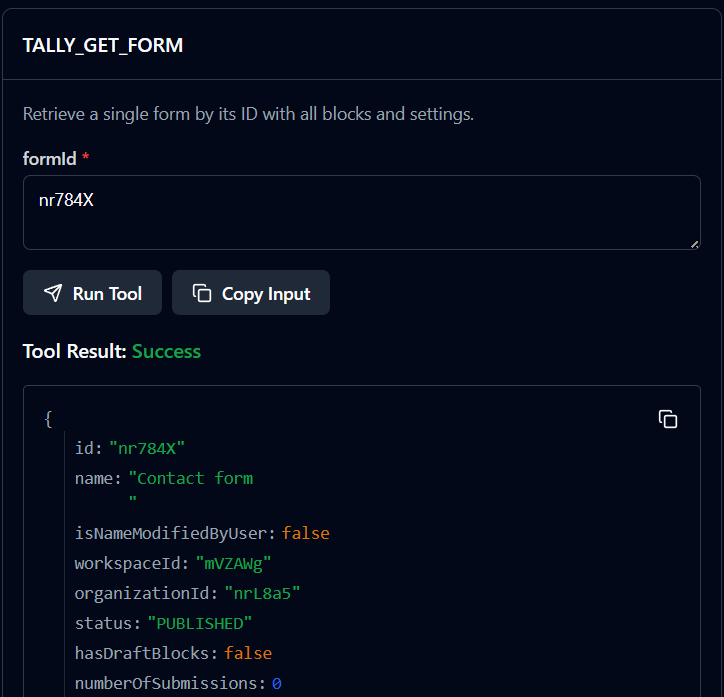 TALLY_GET_FORM
Retrieve a single form by its ID with all blocks and settings.
formId *
nr784X
Run Tool Copy Input
Tool Result: Success
{
id: "nr784X"
name: "Contact form
"
isNameModifiedByUser: false
workspaceId: "mVZAWg"
organizationId: "nrL8a5"
status: "PUBLISHED"
hasDraftBlocks: false
numberOfSubmissions: 0